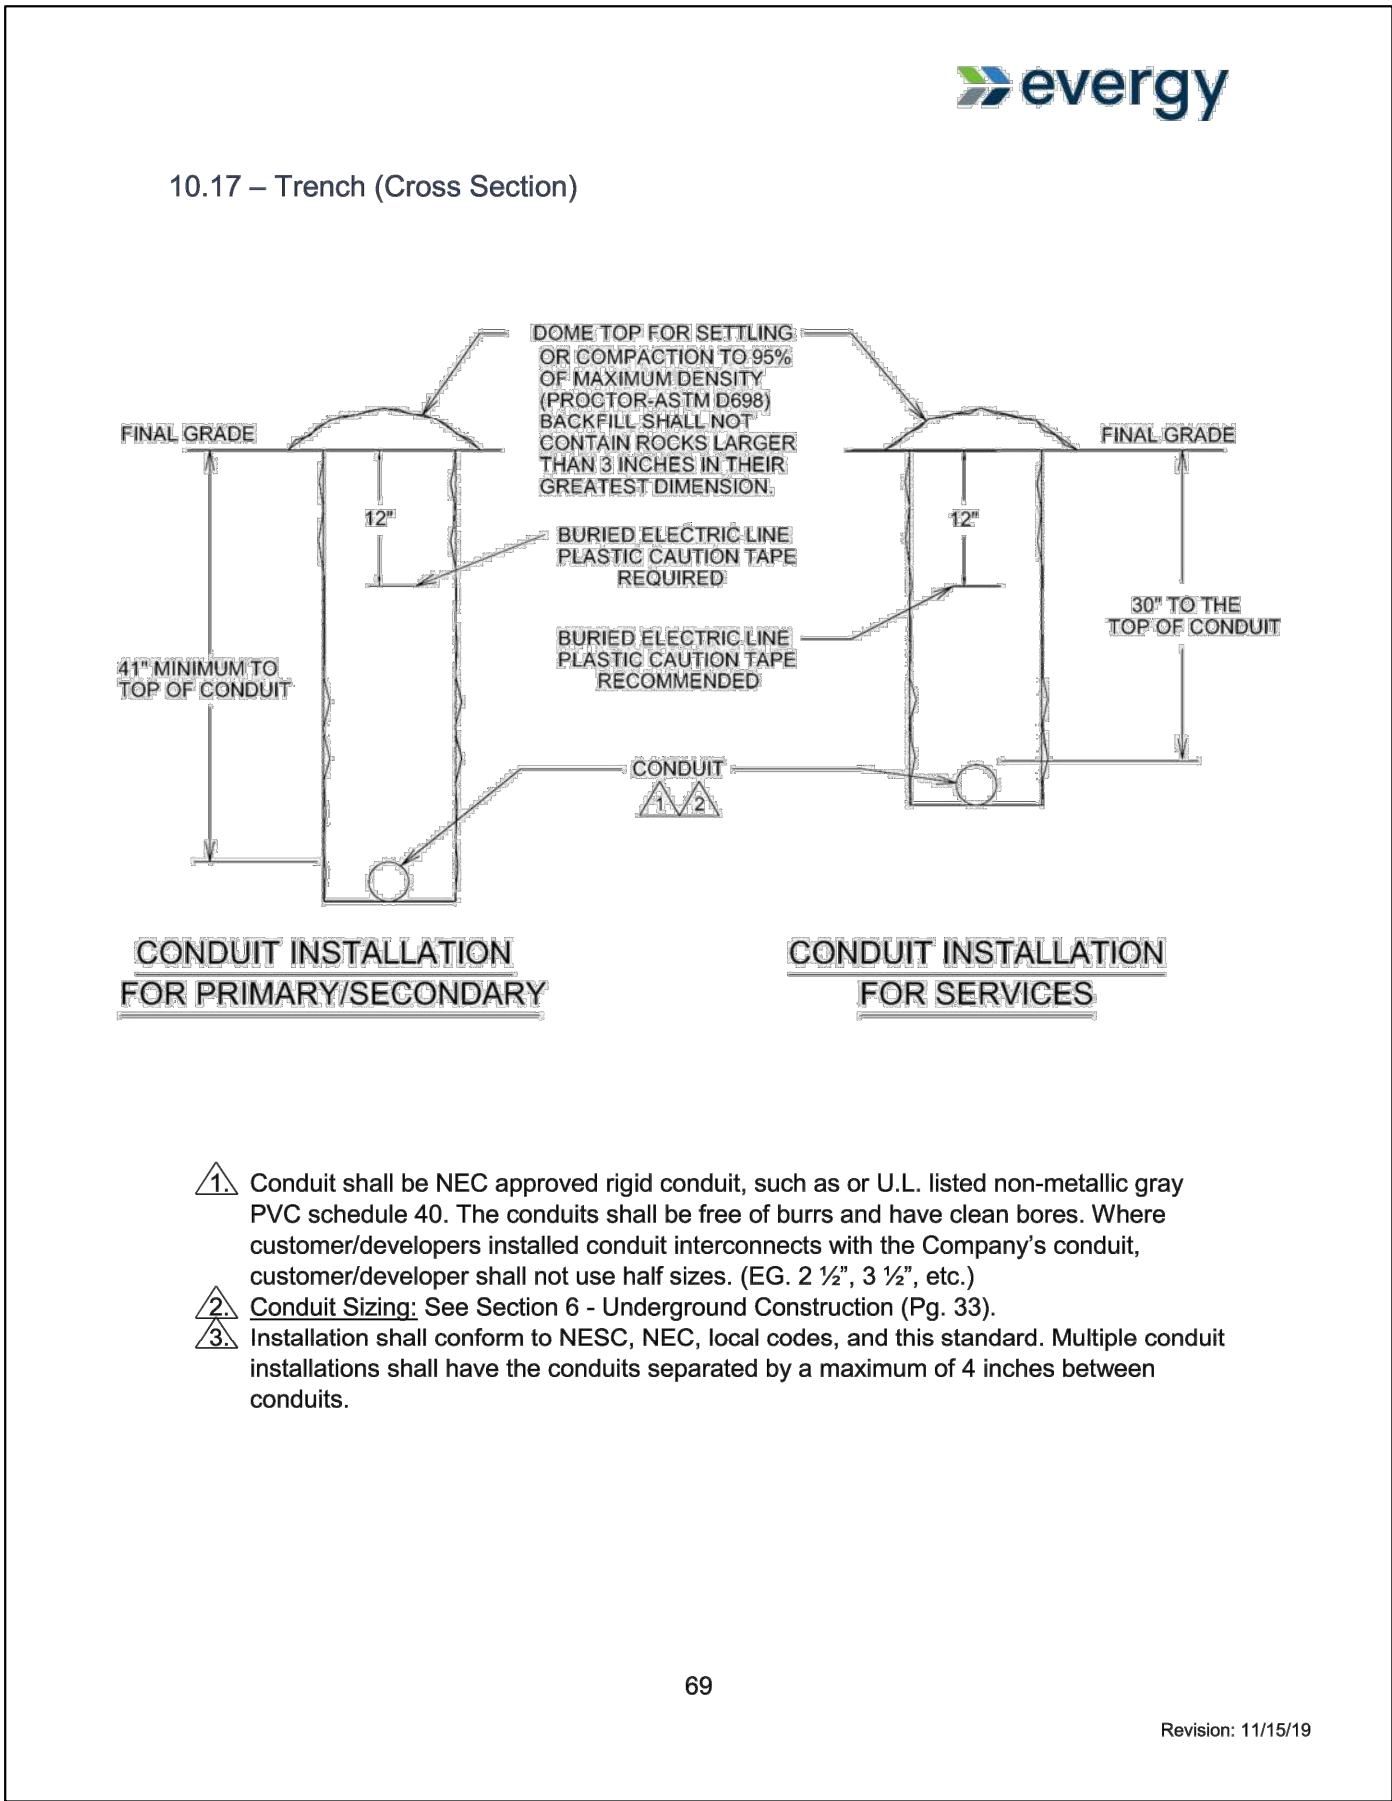 evergy
10.17 – Trench (Cross Section)
DOME TOP FOR SETTLING
OR COMPACTION TO 95%
OF MAXIMUM DENSITY
(PROCTOR-ASTM D698)
BACKFILL SHALL NOT
CONTAIN ROCKS LARGER
THAN 3 INCHES IN THEIR
GREATEST DIMENSION.
FINAL GRADE
FINAL GRADE
12"
12"
BURIED ELECTRIC LINE
PLASTIC CAUTION TAPE
REQUIRED
30" TO THE
TOP OF CONDUIT
BURIED ELECTRIC LINE
PLASTIC CAUTION TAPE
RECOMMENDED
41" MINIMUM TO
TOP OF CONDUIT
CONDUIT
1 2
CONDUIT INSTALLATION
FOR PRIMARY/SECONDARY
CONDUIT INSTALLATION
FOR SERVICES
1. Conduit shall be NEC approved rigid conduit, such as or U.L. listed non-metallic gray
PVC schedule 40. The conduits shall be free of burrs and have clean bores. Where
customer/developers installed conduit interconnects with the Company’s conduit,
customer/developer shall not use half sizes. (EG. 2 ½”, 3 ½”, etc.)
2. Conduit Sizing: See Section 6 - Underground Construction (Pg. 33).
3. Installation shall conform to NESC, NEC, local codes, and this standard. Multiple conduit
installations shall have the conduits separated by a maximum of 4 inches between
conduits.
69
Revision: 11/15/19